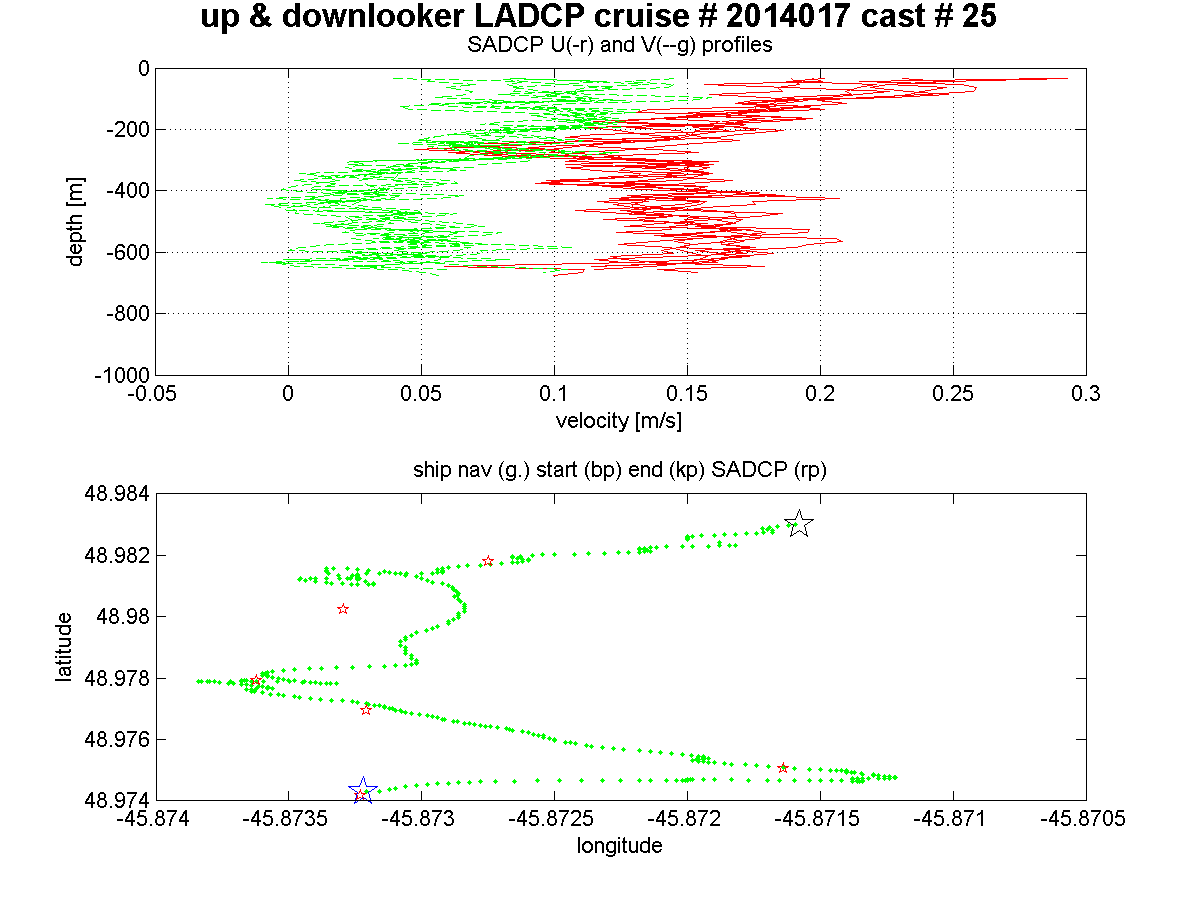 up & downlooker LADCP cruise # 2014017 cast # 25
SADCP U(-r) and V(--g) profiles
0
-200
-400
-600
-800
-1000
depth [m]
-0.05 0 0.05 0.1 0.15 0.2 0.25 0.3
velocity [m/s]
ship nav (g.) start (bp) end (kp) SADCP (rp)
48.984
48.982
48.98
48.978
48.976
48.974
latitude
-45.874 -45.8735 -45.873 -45.8725 -45.872 -45.8715 -45.871 -45.8705
longitude